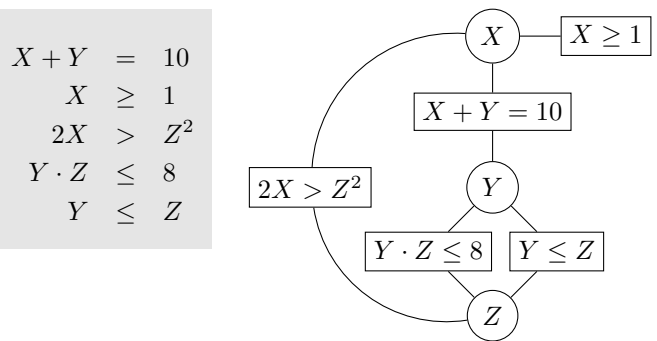 X + Y = 10
X ≥ 1
2X > Z²
Y · Z ≤ 8
Y ≤ Z
X
X ≥ 1
X + Y = 10
2X > Z²
Y
Y · Z ≤ 8
Y ≤ Z
Z